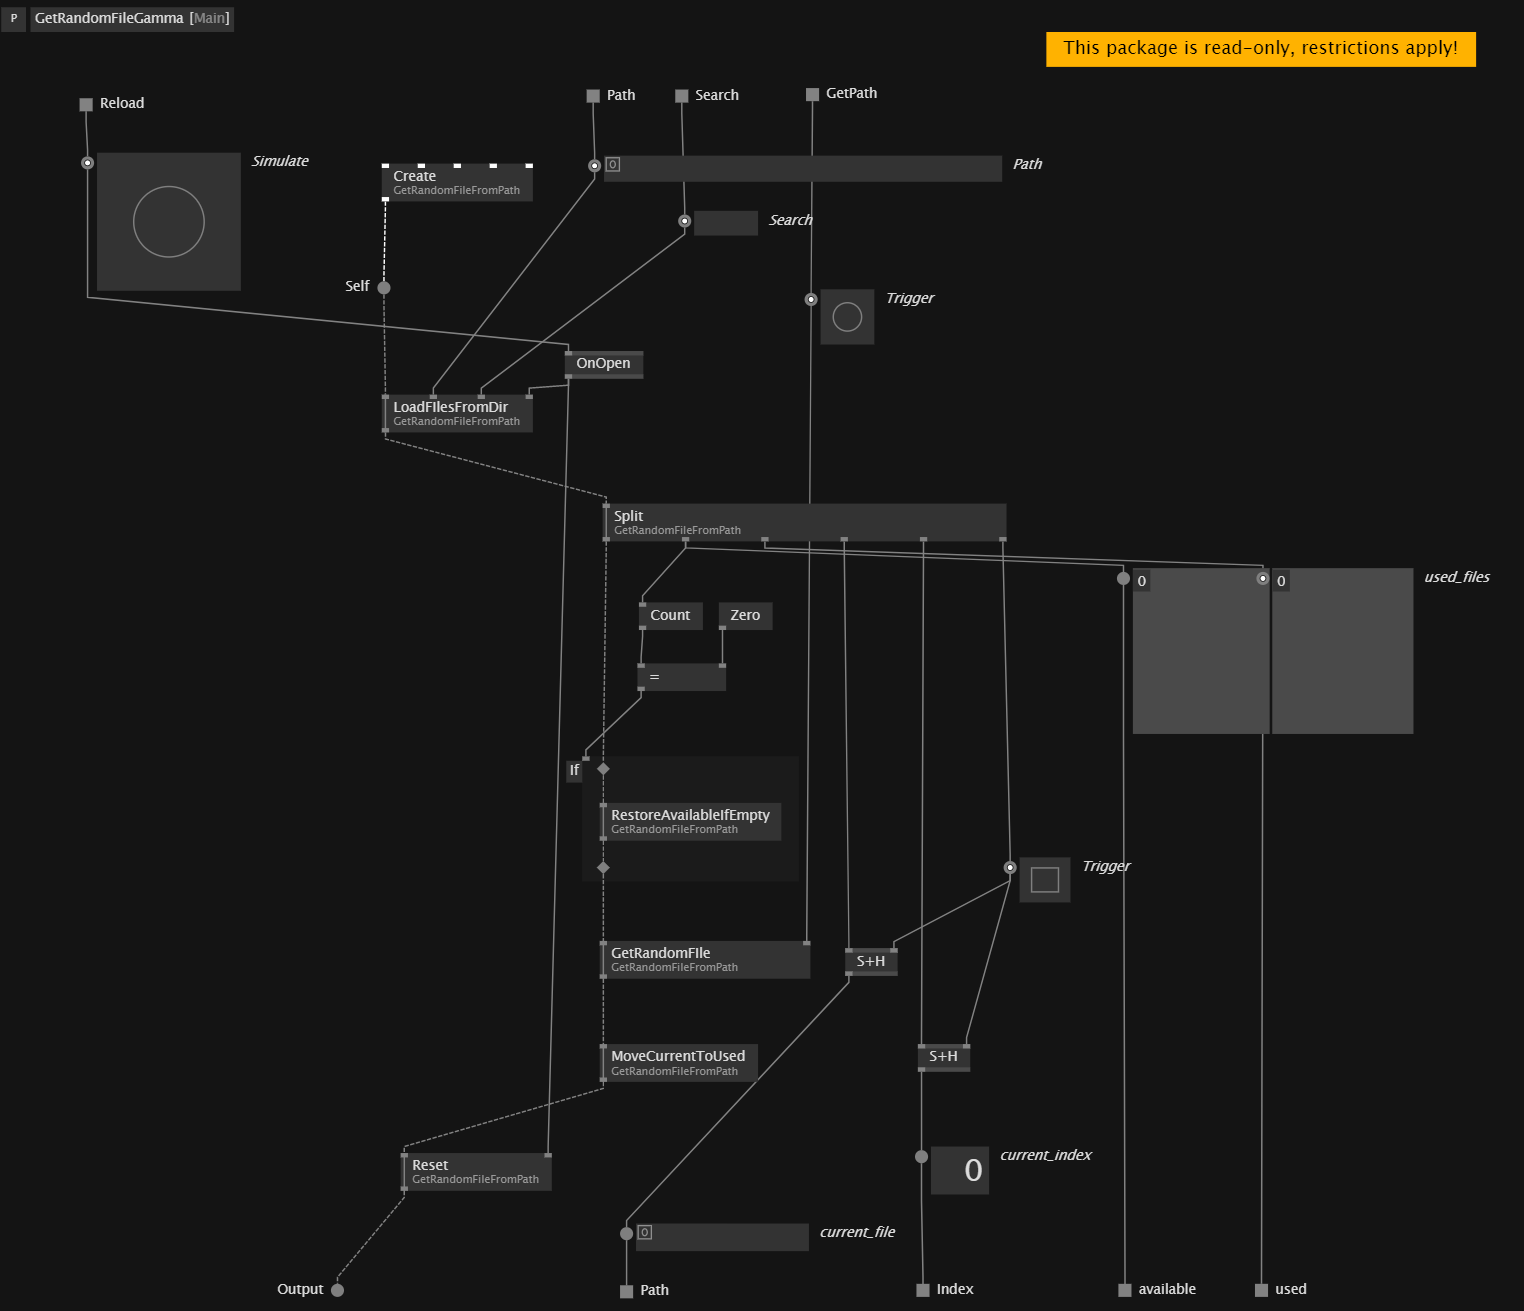 P GetRandomFileGamma [Main]
This package is read-only, restrictions apply!
Reload
Path
Search
GetPath
Simulate
Create
GetRandomFileFromPath
0
Path
Search
Self
Trigger
OnOpen
LoadFIlesFromDir
GetRandomFileFromPath
Split
GetRandomFileFromPath
0
0
used_files
Count
Zero
=
If
RestoreAvailableIfEmpty
GetRandomFileFromPath
Trigger
GetRandomFIle
GetRandomFileFromPath
S+H
MoveCurrentToUsed
GetRandomFileFromPath
S+H
Reset
GetRandomFileFromPath
0
current_index
0
current_file
Output
Path
Index
available
used